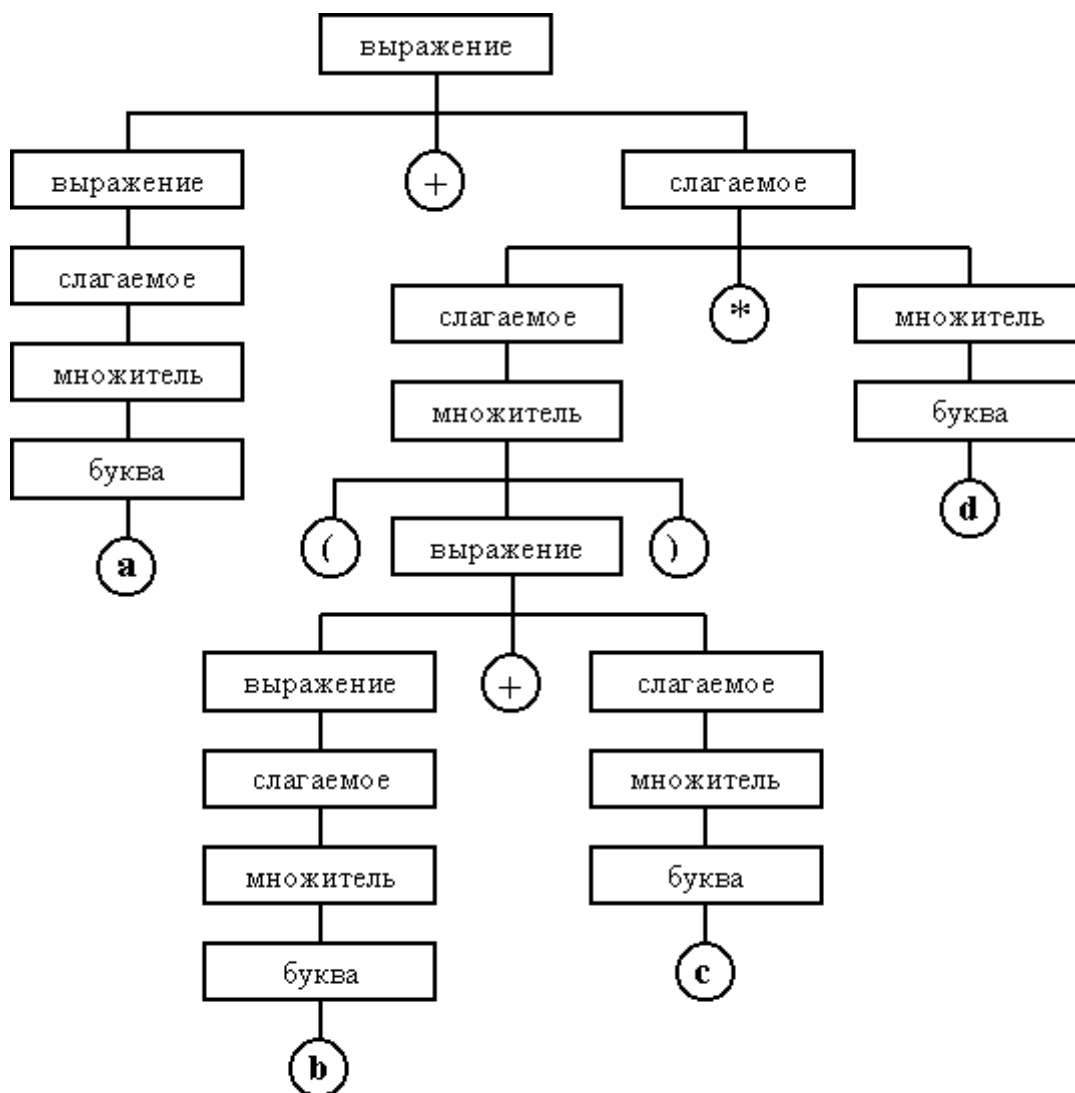 выражение
выражение
+
слагаемое
слагаемое
слагаемое
*
множитель
множитель
множитель
буква
буква
a
(
выражение
)
d
выражение
+
слагаемое
слагаемое
множитель
множитель
буква
буква
c
b